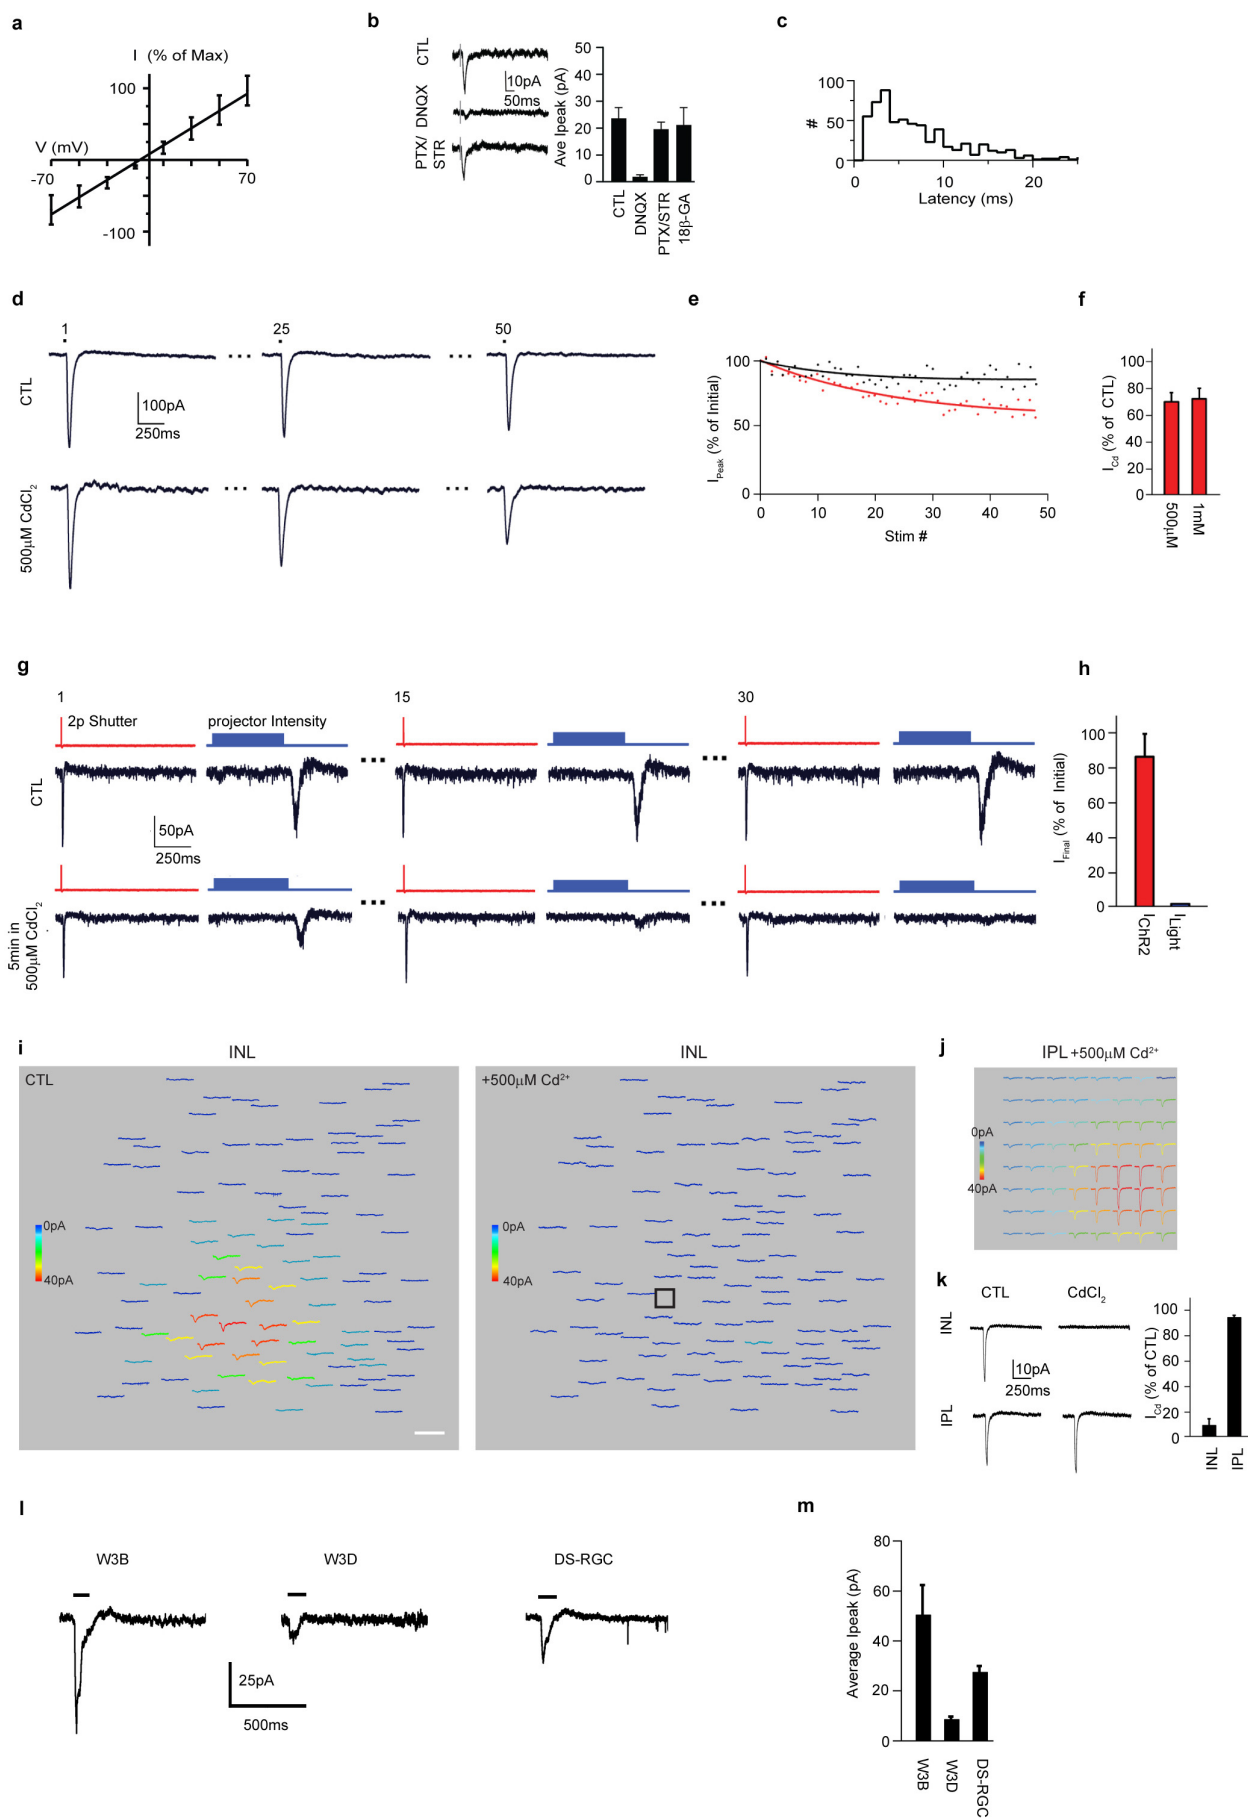 a
I (% of Max)
100
V (mV)
-70
70
-100
b
CTL
DNQX
PTX/
STR
10pA
50ms
Ave Ipeak (pA)
50
40
30
20
10
0
CTL
DNQX
PTX/STR
18β-GA
c
#
100
50
0
0
10
20
Latency (ms)
d
1
25
50
CTL
100pA
250ms
500µM CdCl2
e
IPeak (% of Initial)
100
50
0
0
10
20
30
40
50
Stim #
f
ICd (% of CTL)
100
80
60
40
20
0
500µM
1mM
g
1
15
30
2p Shutter
projector Intensity
CTL
50pA
250ms
5min in
500µM CdCl2
h
IFinal (% of Initial)
100
80
60
40
20
0
IChR2
ILight
i
INL
INL
CTL
+500µM Cd2+
0pA
40pA
0pA
40pA
j
IPL +500µM Cd2+
0pA
40pA
k
CTL
CdCl2
INL
10pA
250ms
IPL
ICd (% of CTL)
100
80
60
40
20
0
INL
IPL
l
W3B
W3D
DS-RGC
25pA
500ms
m
Average Ipeak (pA)
80
60
40
20
0
W3B
W3D
DS-RGC